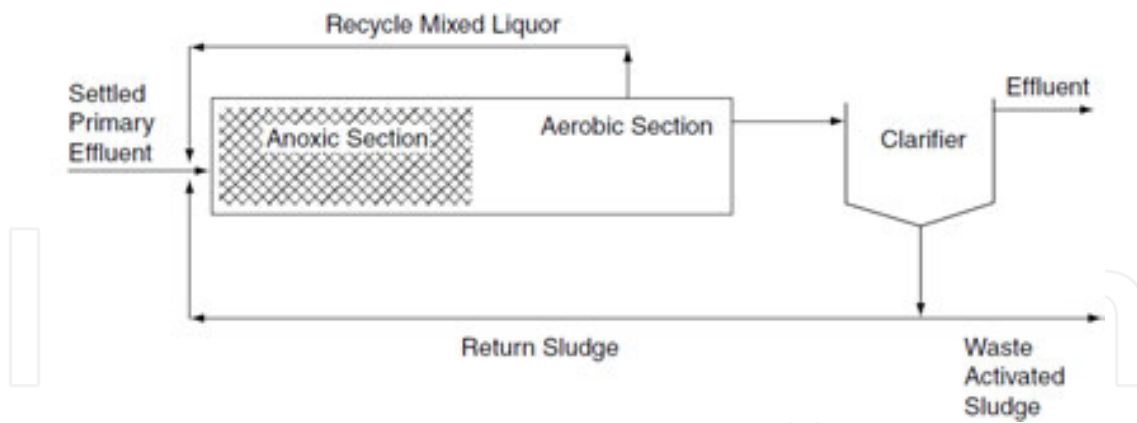 Recycle Mixed Liquor
Settled
Primary
Effluent
Anoxic Section
Aerobic Section
Clarifier
Effluent
Return Sludge
Waste
Activated
Sludge